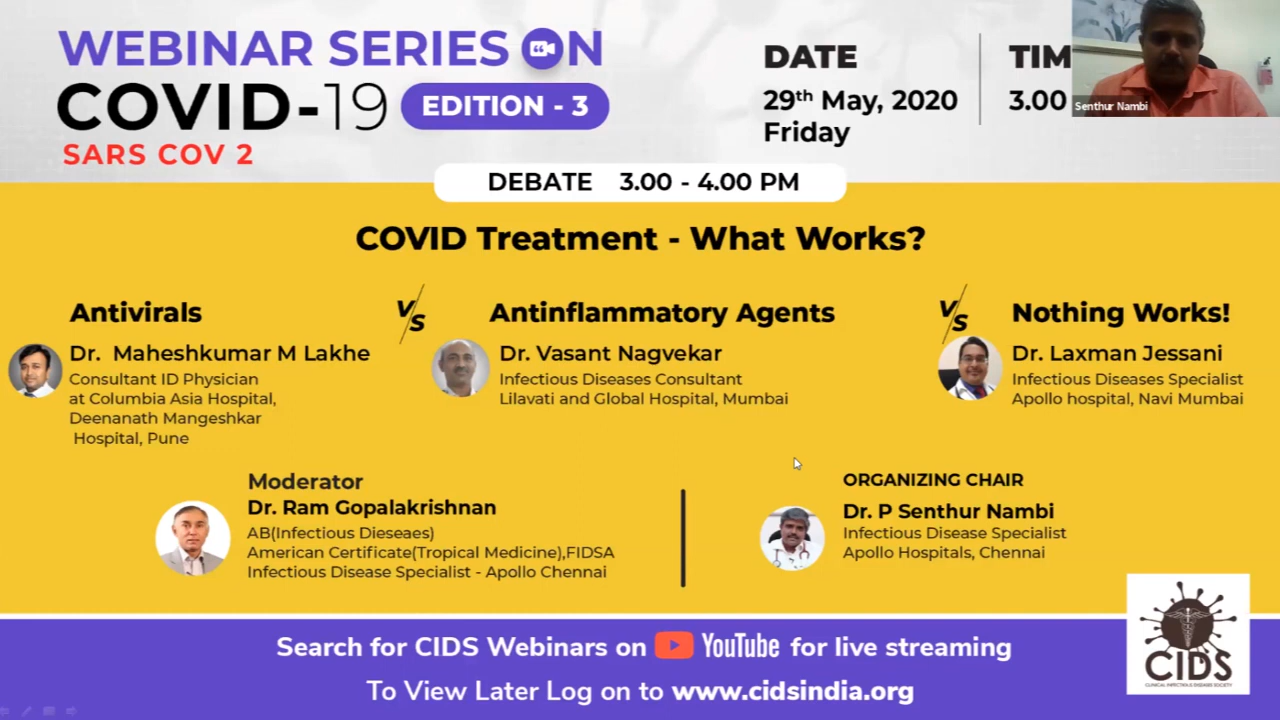 WEBINAR SERIES ON
COVID-19 EDITION - 3
SARS COV 2
DATE
29th May, 2020
Friday
TIM
3.00
Senthur Nambi
DEBATE 3.00 - 4.00 PM
COVID Treatment - What Works?
Antivirals
Dr. Maheshkumar M Lakhe
Consultant ID Physician
at Columbia Asia Hospital,
Deenanath Mangeshkar
Hospital, Pune
VS
Antinflammatory Agents
Dr. Vasant Nagvekar
Infectious Diseases Consultant
Lilavati and Global Hospital, Mumbai
VS
Nothing Works!
Dr. Laxman Jessani
Infectious Diseases Specialist
Apollo hospital, Navi Mumbai
Moderator
Dr. Ram Gopalakrishnan
AB(Infectious Dieseaes)
American Certificate(Tropical Medicine),FIDSA
Infectious Disease Specialist - Apollo Chennai
ORGANIZING CHAIR
Dr. P Senthur Nambi
Infectious Disease Specialist
Apollo Hospitals, Chennai
Search for CIDS Webinars on YouTube for live streaming
To View Later Log on to www.cidsindia.org
CIDS
CLINICAL INFECTIOUS DISEASES SOCIETY